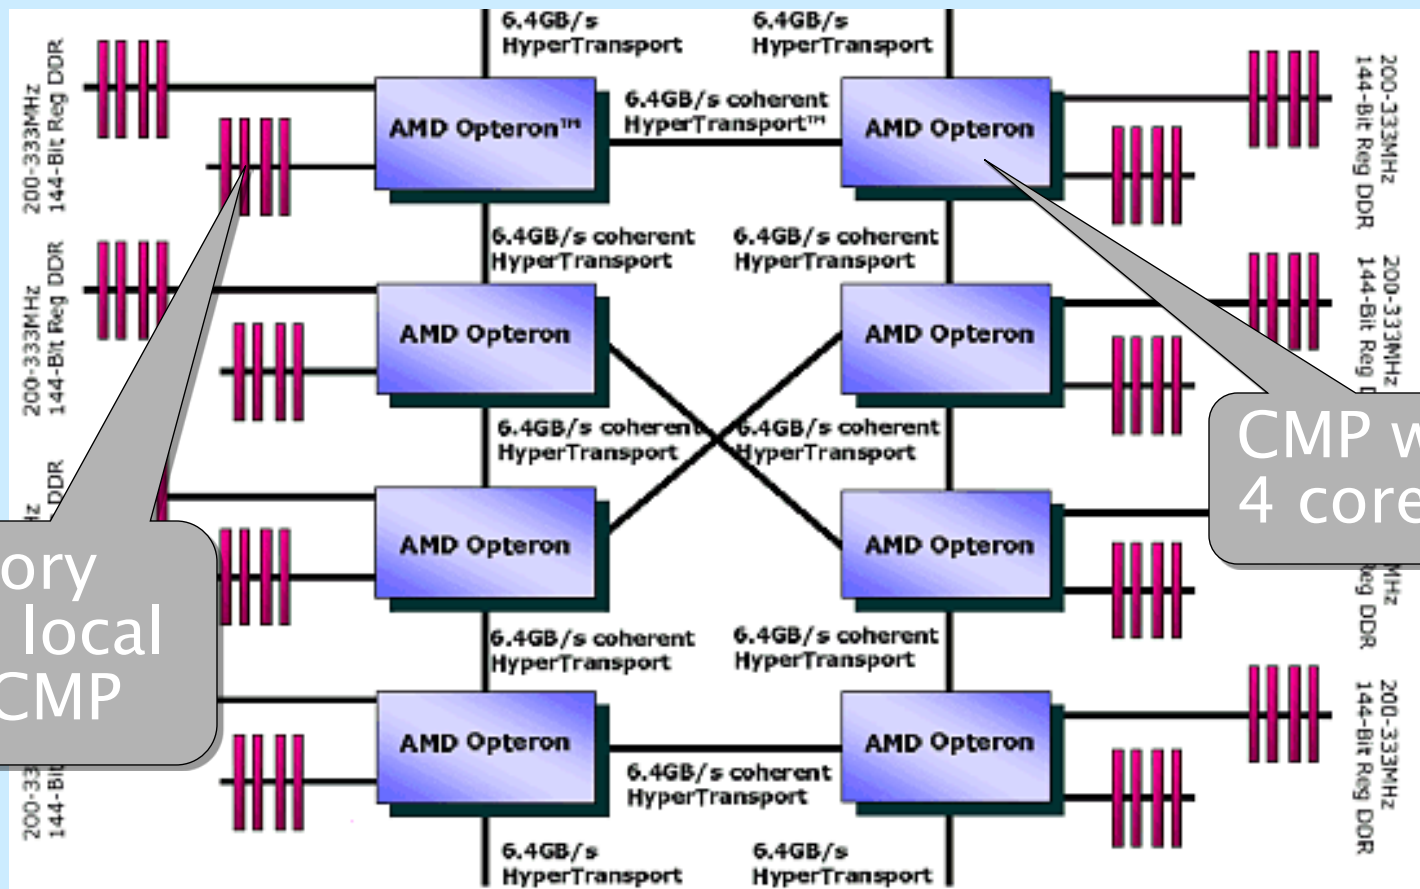 6.4GB/s
HyperTransport
6.4GB/s
HyperTransport
200-333MHz
144-Bit Reg DDR
AMD Opteron™
6.4GB/s coherent
HyperTransport™
AMD Opteron
200-333MHz
144-Bit Reg DDR
6.4GB/s coherent
HyperTransport
6.4GB/s coherent
HyperTransport
200-333MHz
144-Bit Reg DDR
AMD Opteron
AMD Opteron
200-333MHz
144-Bit Reg
6.4GB/s coherent
HyperTransport
6.4GB/s coherent
HyperTransport
CMP
4 core
DDR
AMD Opteron
AMD Opteron
MHz
Reg DDR
ory
local
CMP
6.4GB/s coherent
HyperTransport
6.4GB/s coherent
HyperTransport
200-33
144-Bit
AMD Opteron
AMD Opteron
200-333MHz
144-Bit Reg DDR
6.4GB/s coherent
HyperTransport
6.4GB/s
HyperTransport
6.4GB/s
HyperTransport